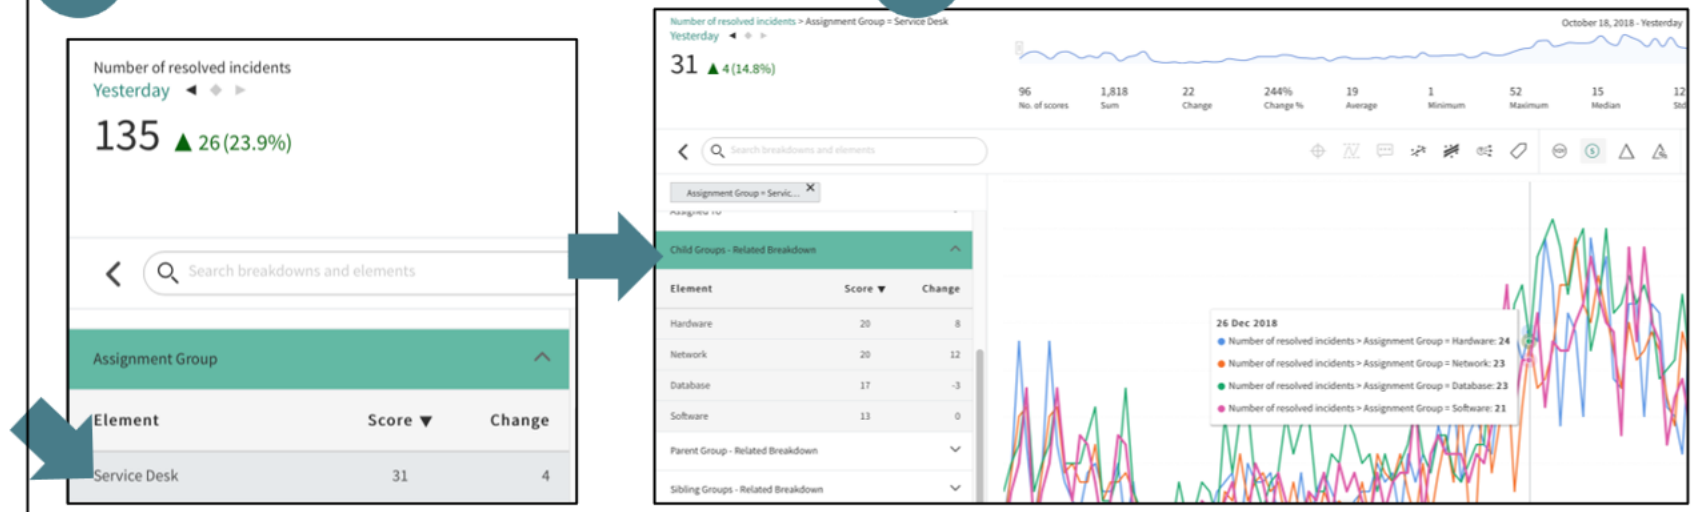 Number of resolved incidents
Yesterday
135 ▲ 26 (23.9%)
Search breakdowns and elements
Assignment Group
Element Score ▼ Change
Service Desk 31 4
Number of resolved incidents > Assignment Group = Service Desk
October 18, 2018 - Yesterday
Yesterday
31 ▲ 4 (14.8%)
96 1,818 22 244% 19 1 52 15 12
No. of scores Sum Change Change % Average Minimum Maximum Median Std
Search breakdowns and elements
Assignment Group = Servic... X
Assigned To
Child Groups - Related Breakdown
Element Score ▼ Change
Hardware 20 8
Network 20 12
Database 17 -3
Software 13 0
Parent Group - Related Breakdown
Sibling Groups - Related Breakdown
26 Dec 2018
Number of resolved incidents > Assignment Group = Hardware: 24
Number of resolved incidents > Assignment Group = Network: 23
Number of resolved incidents > Assignment Group = Database: 23
Number of resolved incidents > Assignment Group = Software: 21